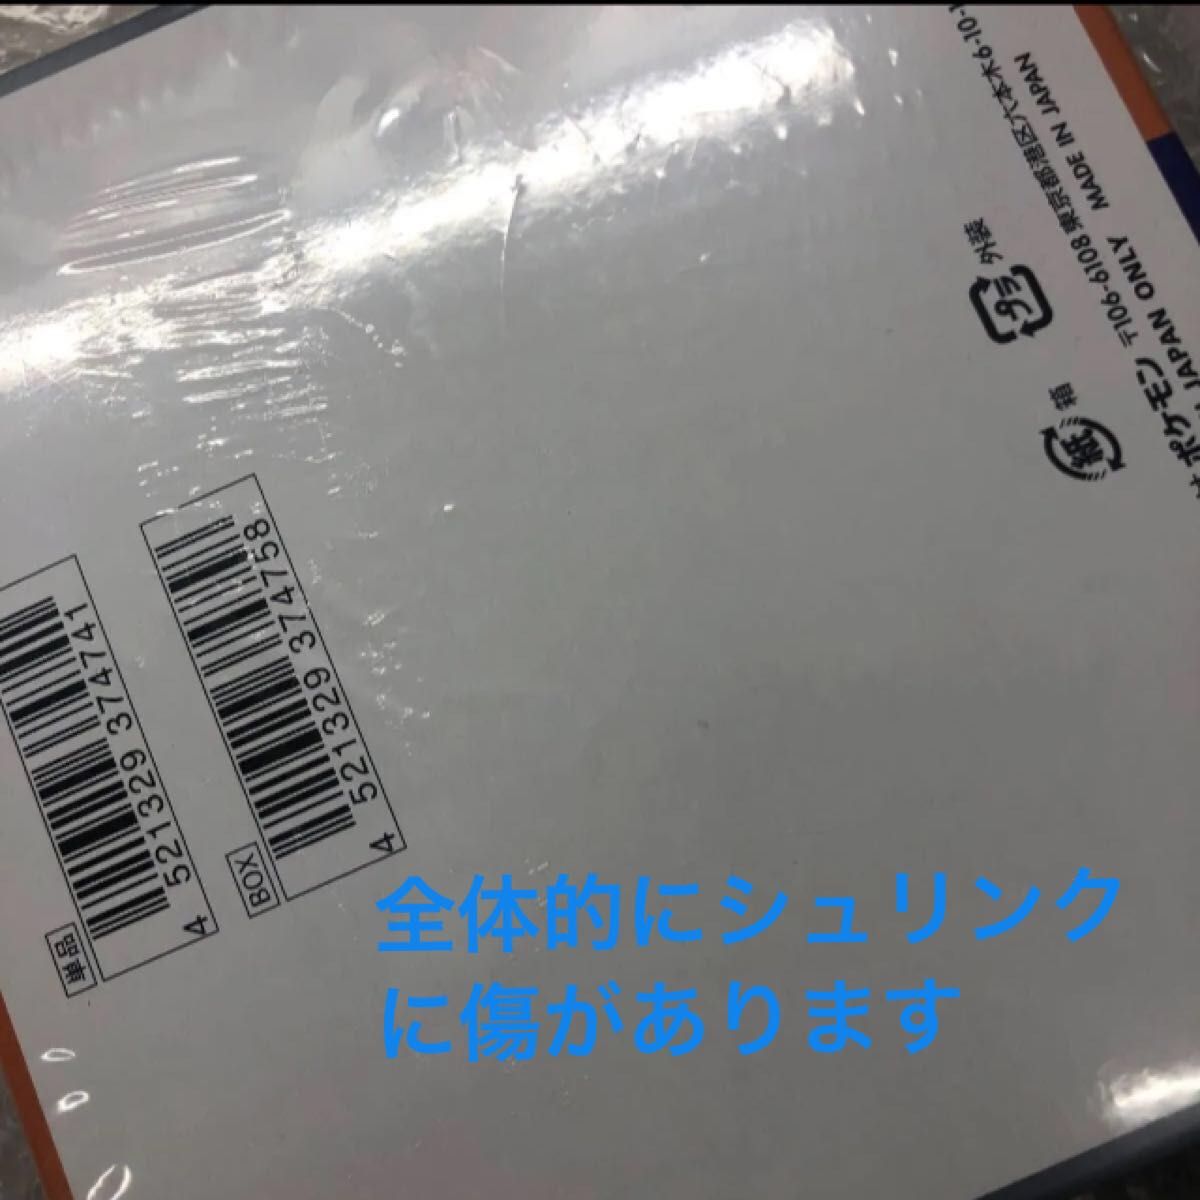 〒106-6108 東京都港区六本木6-10-1
MADE IN JAPAN
ポケモン
JAPAN ONLY
外装
プラ
箱
紙
4 521329 374758
BOX
4 521329 374741
単品
全体的にシュリンク
に傷があります